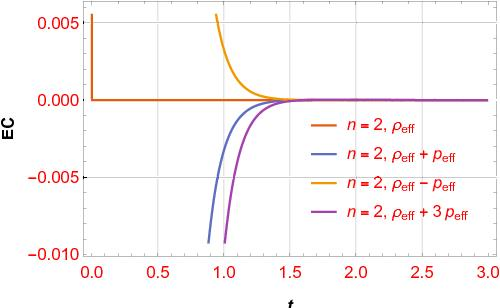 0.005
0.000
-0.005
-0.010
EC
n = 2, ρeff
n = 2, ρeff + peff
n = 2, ρeff - peff
n = 2, ρeff + 3 peff
0.0 0.5 1.0 1.5 2.0 2.5 3.0
t